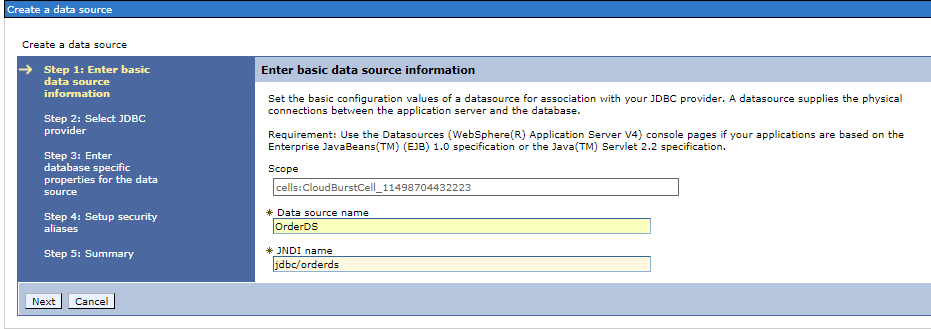 Create a data source
Create a data source
Step 1: Enter basic
data source
information
Step 2: Select JDBC
provider
Step 3: Enter
database specific
properties for the data
source
Step 4: Setup security
aliases
Step 5: Summary
Enter basic data source information
Set the basic configuration values of a datasource for association with your JDBC provider. A datasource supplies the physical
connections between the application server and the database.
Requirement: Use the Datasources (WebSphere(R) Application Server V4) console pages if your applications are based on the
Enterprise JavaBeans(TM) (EJB) 1.0 specification or the Java(TM) Servlet 2.2 specification.
Scope
cells:CloudBurstCell_11498704432223
* Data source name
OrderDS
* JNDI name
jdbc/orderds
Next Cancel